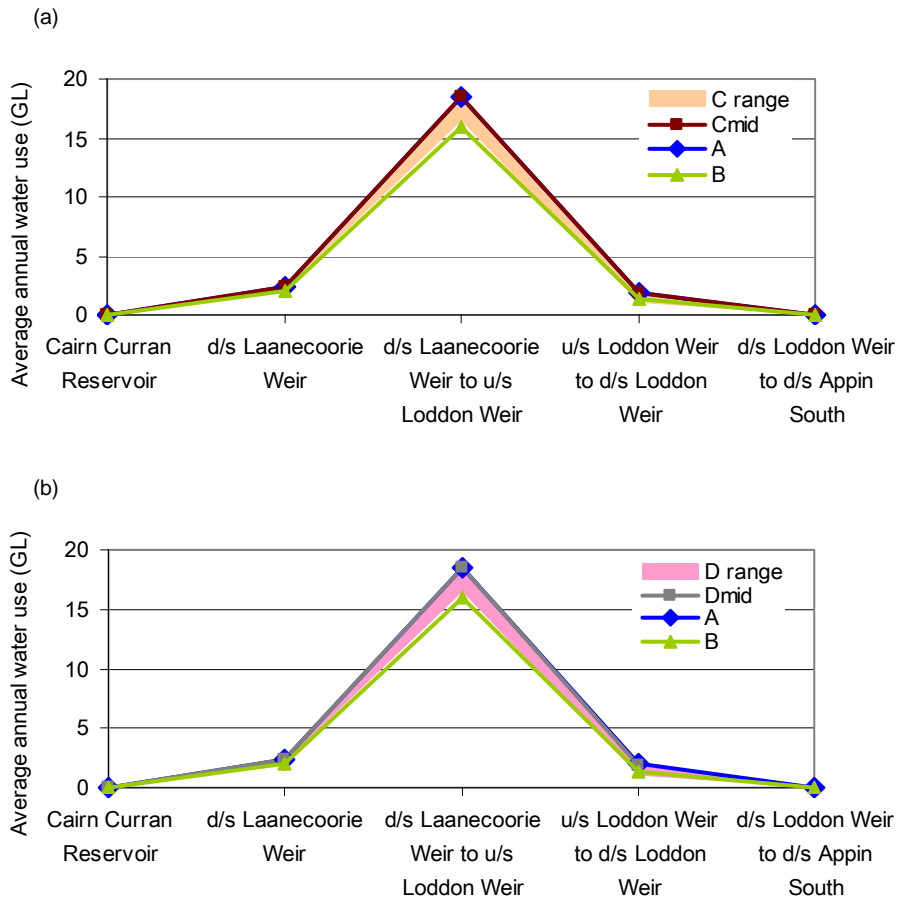 (a)
Average annual water use (GL)
20
15
10
5
0
C range
Cmid
A
B
Cairn Curran
Reservoir
d/s Laanecoorie
Weir
d/s Laanecoorie
Weir to u/s
Loddon Weir
u/s Loddon Weir
to d/s Loddon
Weir
d/s Loddon Weir
to d/s Appin
South
(b)
Average annual water use (GL)
20
15
10
5
0
D range
Dmid
A
B
Cairn Curran
Reservoir
d/s Laanecoorie
Weir
d/s Laanecoorie
Weir to u/s
Loddon Weir
u/s Loddon Weir
to d/s Loddon
Weir
d/s Loddon Weir
to d/s Appin
South